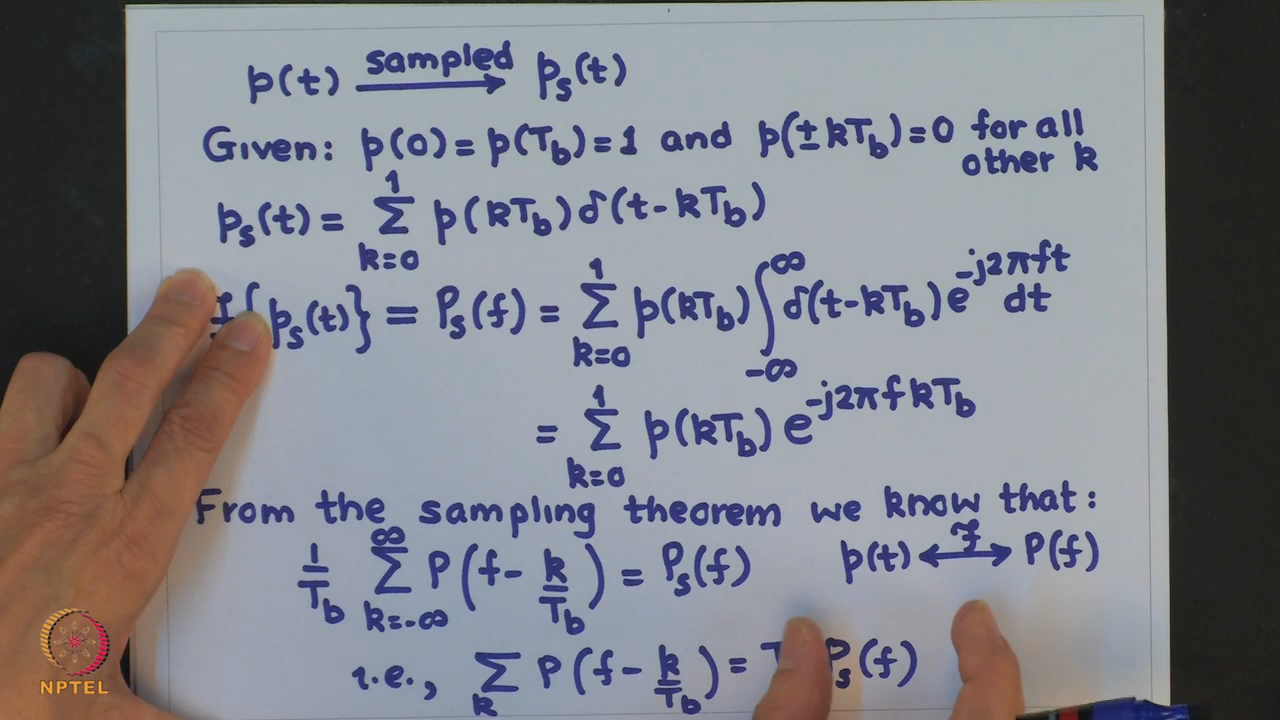 p(t) sampled→ p_s(t)
Given: p(0) = p(T_b) = 1 and p(± kT_b) = 0 for all other k
p_s(t) = Σ_{k=0}^{1} p(kT_b) δ(t - kT_b)
{p_s(t)} = P_s(f) = Σ_{k=0}^{1} p(kT_b) ∫_{-∞}^{∞} δ(t - kT_b) e^{-j2πft} dt
= Σ_{k=0}^{1} p(kT_b) e^{-j2πfkT_b}
From the sampling theorem we know that:
1/T_b Σ_{k=-∞}^{∞} P(f - k/T_b) = P_s(f) p(t) ⟷^{ℱ} P(f)
i.e., Σ_k P(f - k/T_b) = P_s(f)
NPTEL